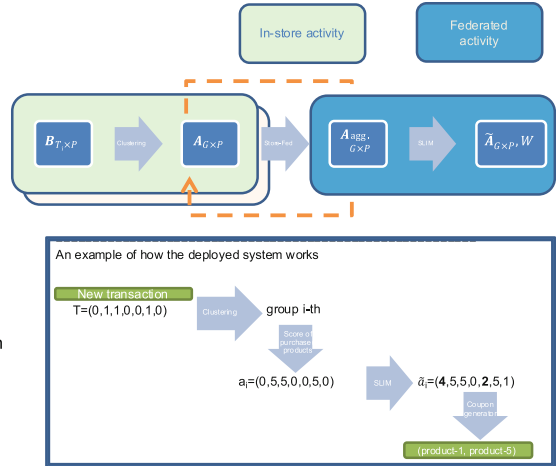 In-store activity
Federated
activity
B_{T_i×P}
Clustering
A_{G×P}
Store-Fed
A_{agg, G×P}
SLIM
Ã_{G×P}, W
An example of how the deployed system works
New transaction
T=(0,1,1,0,0,1,0)
Clustering
group i-th
Score of
purchase
products
n
a_i=(0,5,5,0,0,5,0)
SLIM
ã_i=(4,5,5,0,2,5,1)
Coupon
generator
(product-1, product-5)